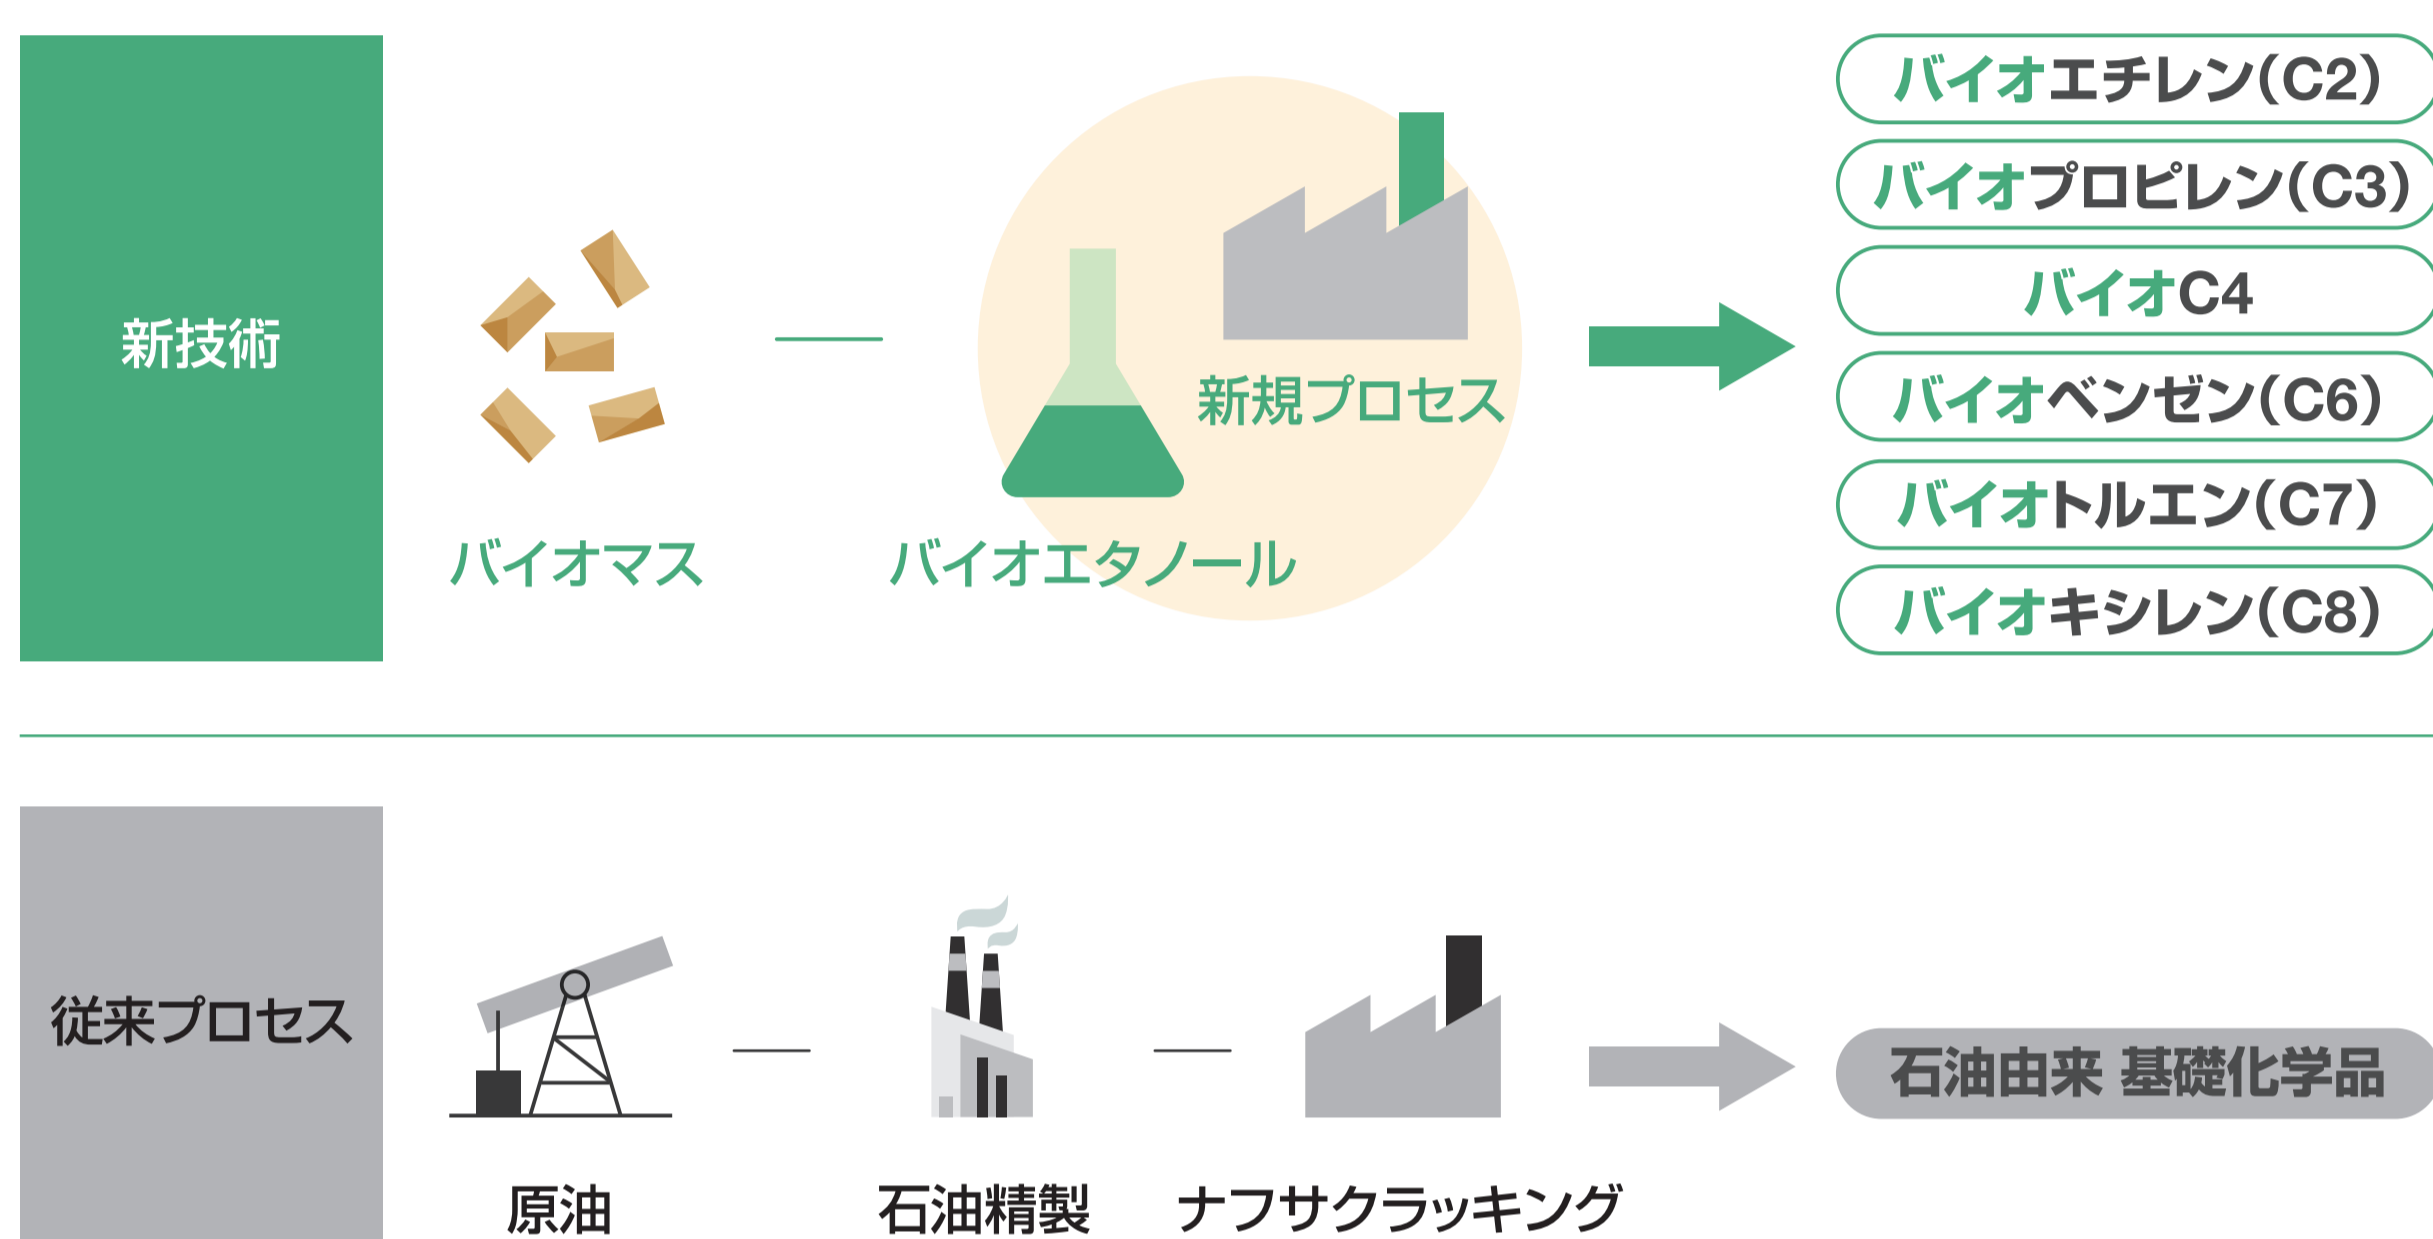 新技術
バイオマス
バイオエタノール
新規プロセス
バイオエチレン(C2)
バイオプロピレン(C3)
バイオC4
バイオベンゼン(C6)
バイオトルエン(C7)
バイオキシレン(C8)
従来プロセス
原油
石油精製
ナフサクラッキング
石油由来 基礎化学品